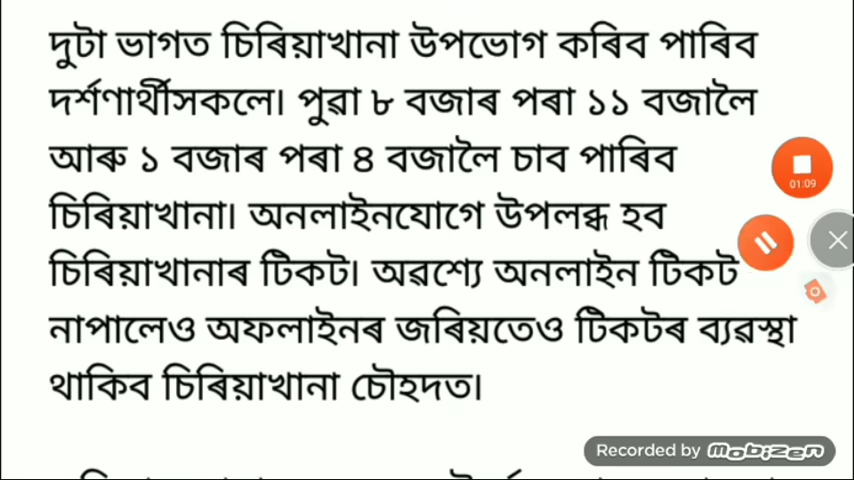 দুটা ভাগত চিৰিয়াখানা উপভোগ কৰিব পাৰিব
দৰ্শণাৰ্থীসকলে। পুৱা ৮ বজাৰ পৰা ১১ বজালৈ
আৰু ১ বজাৰ পৰা ৪ বজালৈ চাব পাৰিব
চিৰিয়াখানা। অনলাইনযোগে উপলব্ধ হব
চিৰিয়াখানাৰ টিকট। অৱশ্যে অনলাইন টিকট
নাপালেও অফলাইনৰ জৰিয়তেও টিকটৰ ব্যৱস্থা
থাকিব চিৰিয়াখানা চৌহদত।
01:09
Recorded by Mobizen